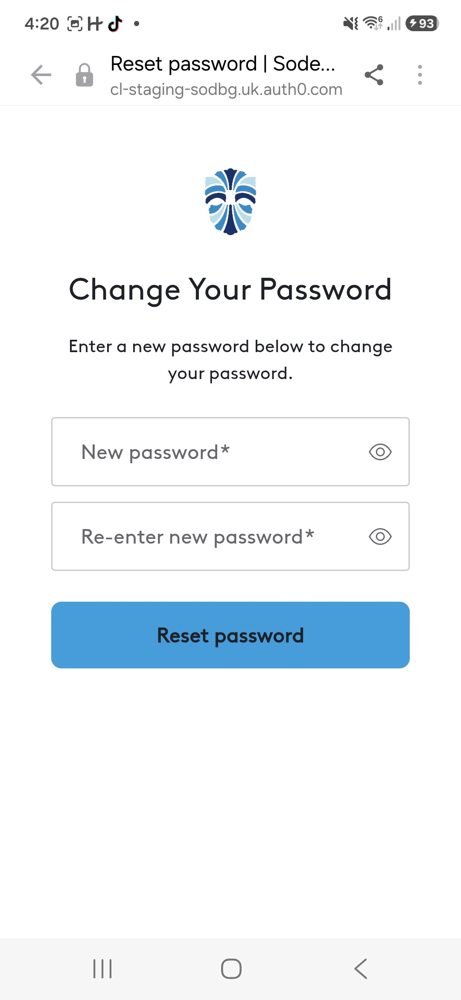 4:20
6
93
Reset password | Sode...
cl-staging-sodbg.uk.auth0.com
Change Your Password
Enter a new password below to change
your password.
New password*
Re-enter new password*
Reset password